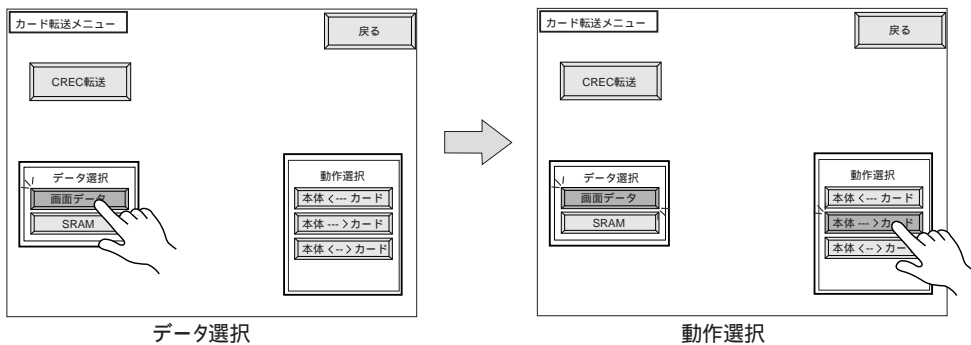 カード転送メニュー
戻る
CREC転送
データ選択
画面データ
SRAM
動作選択
本体 <--- カード
本体 ---> カード
本体 <--> カード
データ選択
カード転送メニュー
戻る
CREC転送
データ選択
画面データ
SRAM
動作選択
本体 <--- カード
本体 ---> カード
本体 <--> カー
動作選択